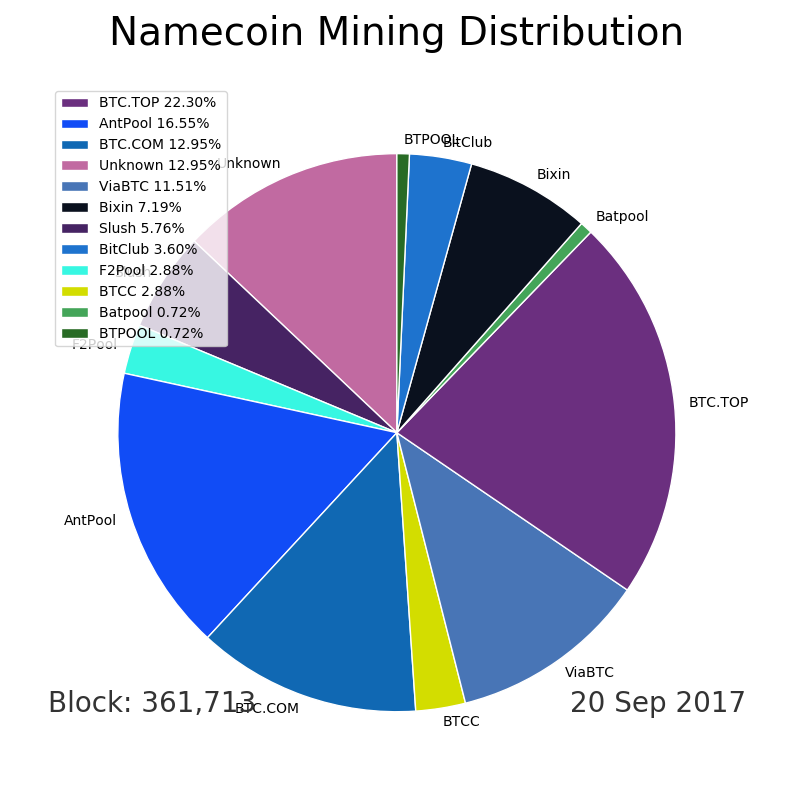 Namecoin Mining Distribution
BTC.TOP 22.30%
AntPool 16.55%
BTC.COM 12.95%
Unknown 12.95%
ViaBTC 11.51%
Bixin 7.19%
Slush 5.76%
BitClub 3.60%
F2Pool 2.88%
BTCC 2.88%
Batpool 0.72%
BTPOOL 0.72%
BTPOOL
BitClub
Bixin
Batpool
BTC.TOP
ViaBTC
BTCC
BTC.COM
AntPool
F2Pool
Slush
Unknown
Block: 361,713
20 Sep 2017